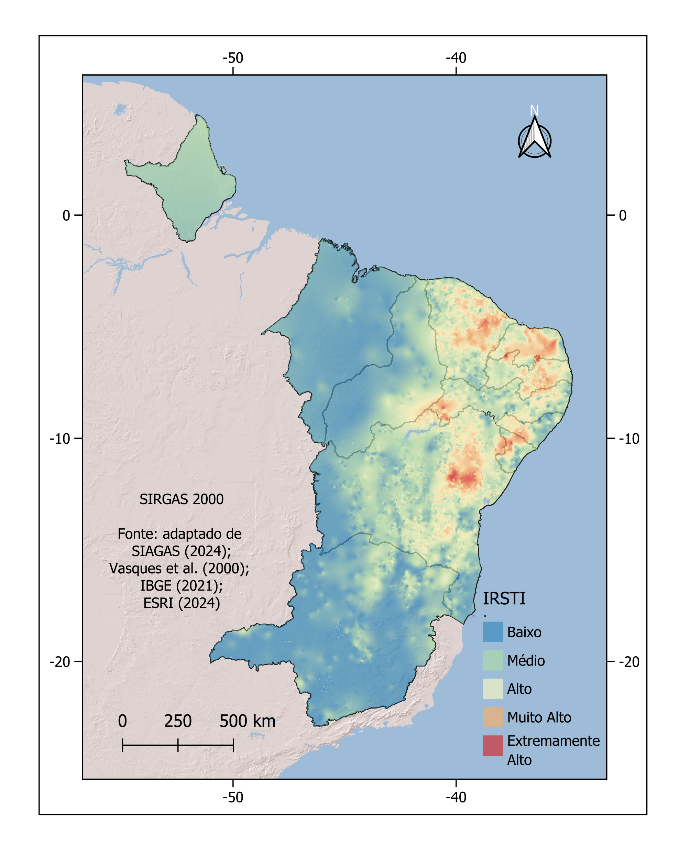 -50
-40
N
0
0
-10
-10
SIRGAS 2000
Fonte: adaptado de
SIAGAS (2024);
Vasques et al. (2000);
IBGE (2021);
ESRI (2024)
IRSTI
.
Baixo
Médio
Alto
Muito Alto
Extremamente
Alto
-20
-20
0 250 500 km
-50
-40